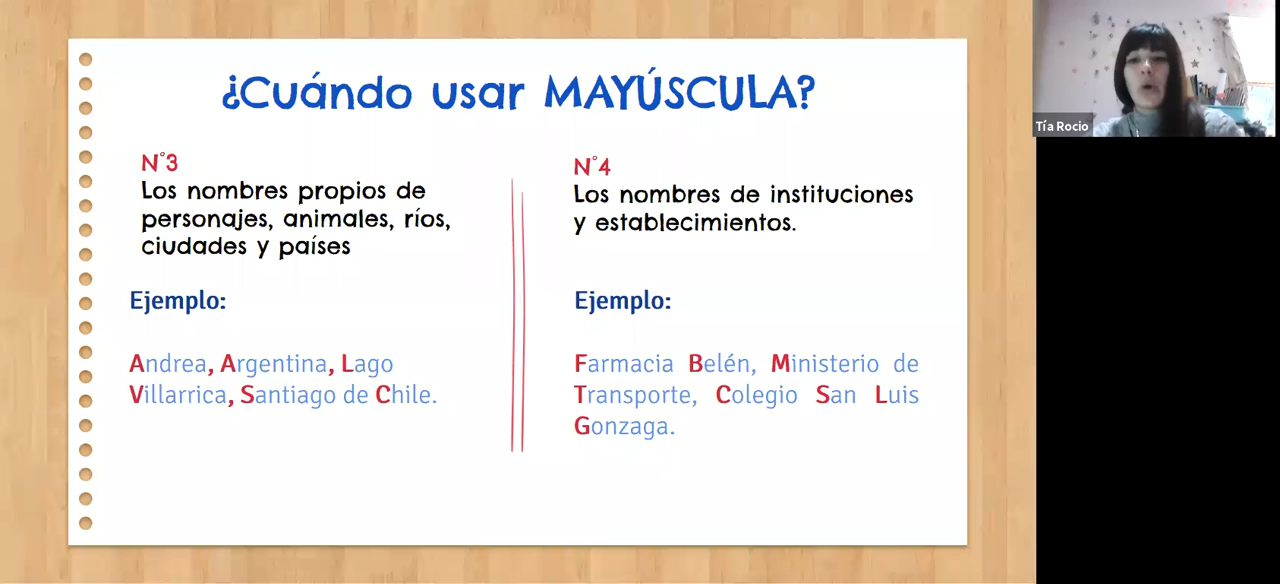 ¿Cuándo usar MAYÚSCULA?
N°3
Los nombres propios de
personajes, animales, ríos,
ciudades y países
Ejemplo:
Andrea, Argentina, Lago
Villarrica, Santiago de Chile.
N°4
Los nombres de instituciones
y establecimientos.
Ejemplo:
Farmacia Belén, Ministerio de
Transporte, Colegio San Luis
Gonzaga.
Tía Rocio